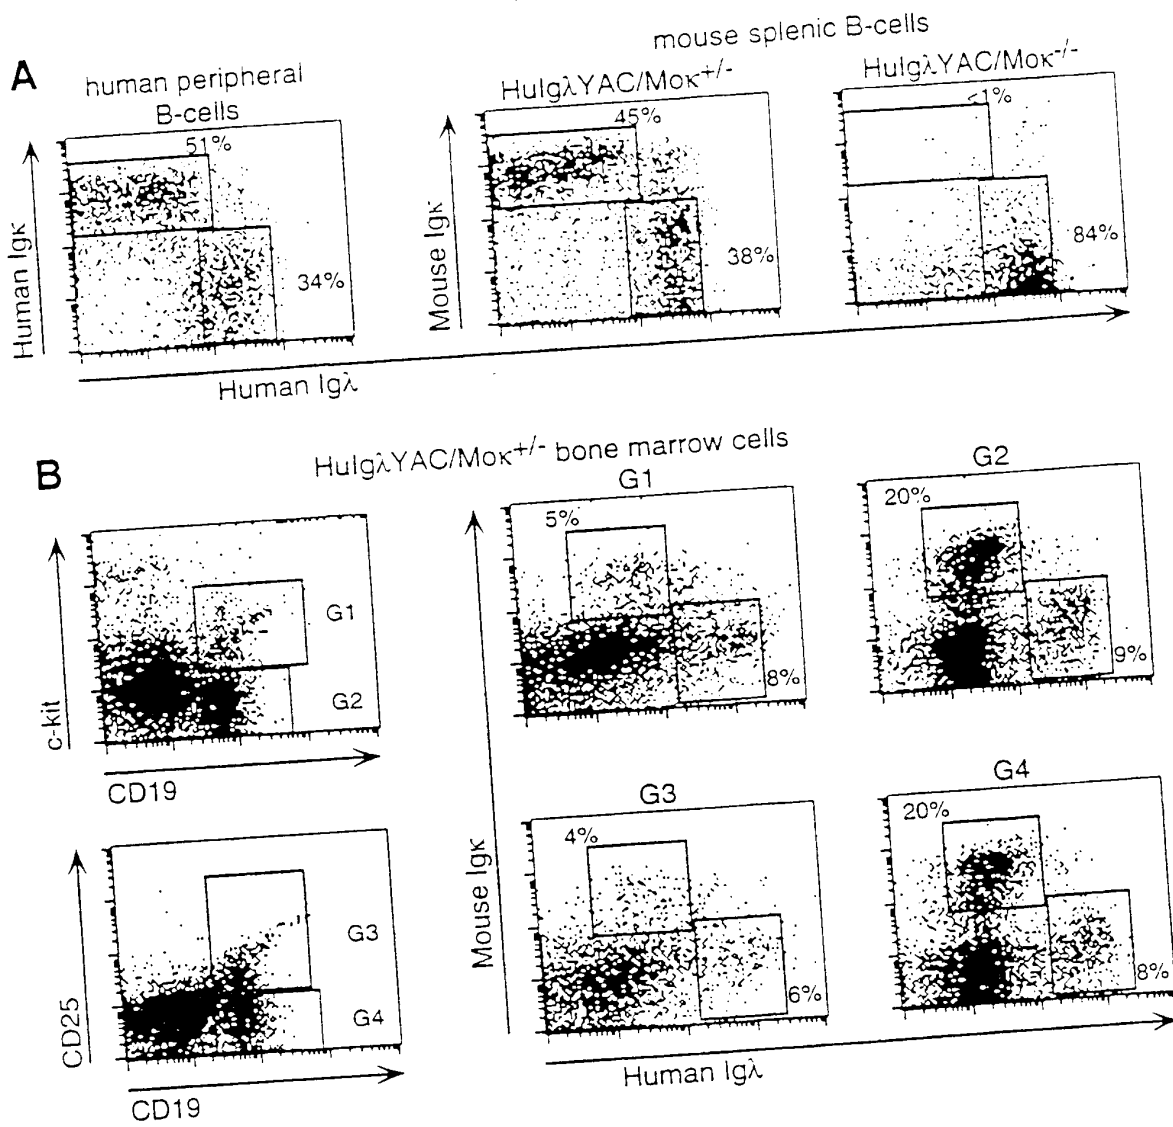 A
human peripheral
B-cells
mouse splenic B-cells
HuIgλYAC/Moκ+/-
HuIgλYAC/Moκ-/-
51%
34%
45%
38%
<1%
84%
Human Igκ
Mouse Igκ
Human Igλ
B
HuIgλYAC/Moκ+/- bone marrow cells
G1
G2
c-kit
G1
G2
CD19
5%
8%
20%
9%
G3
G4
CD25
G3
G4
CD19
Mouse Igκ
4%
6%
20%
8%
Human Igλ